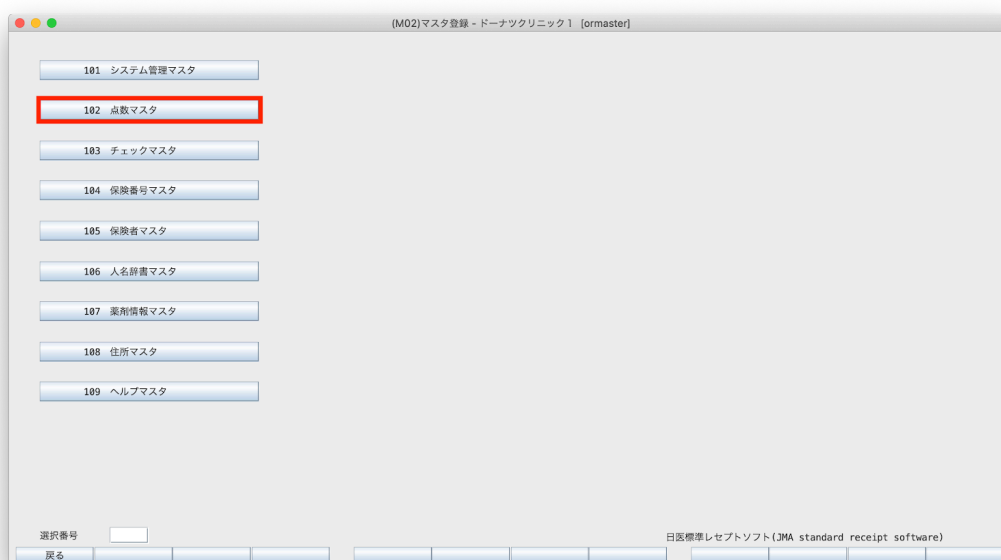 (M02)マスタ登録 - ドーナツクリニック１ [ormaster]
101 システム管理マスタ
102 点数マスタ
103 チェックマスタ
104 保険番号マスタ
105 保険者マスタ
106 人名辞書マスタ
107 薬剤情報マスタ
108 住所マスタ
109 ヘルプマスタ
選択番号
日医標準レセプトソフト(JMA standard receipt software)
戻る